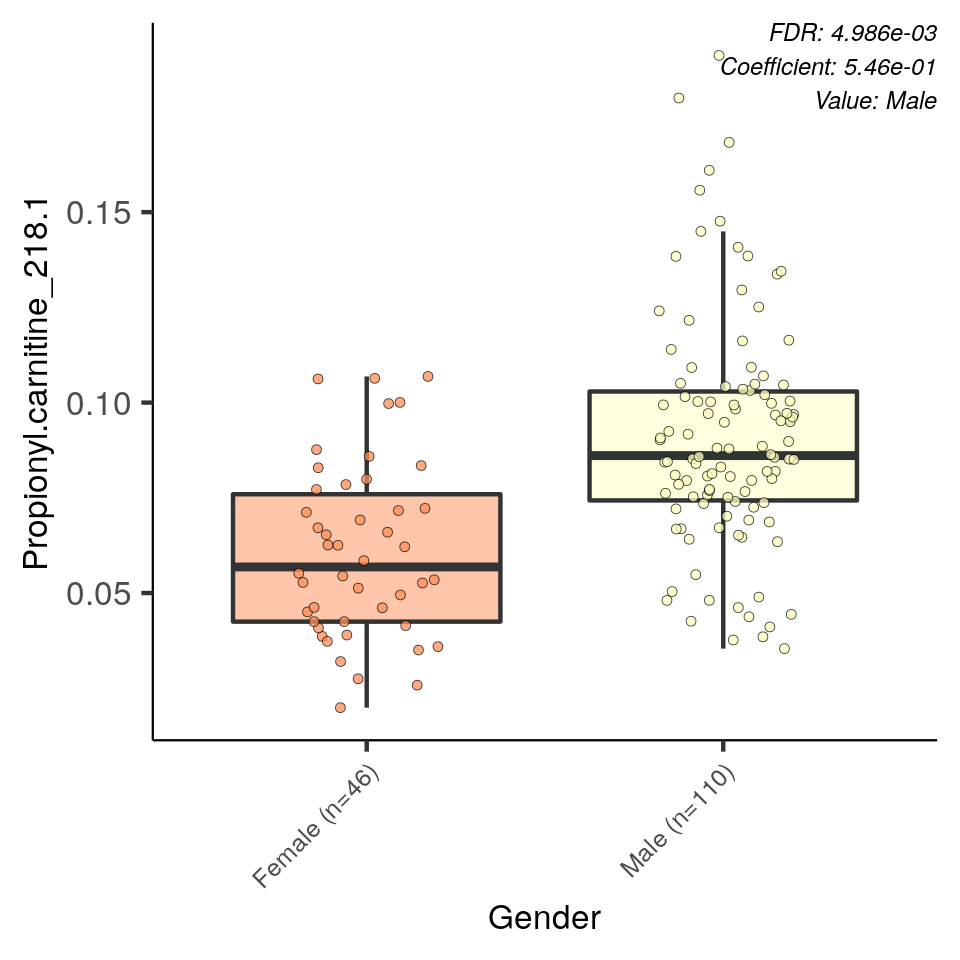 FDR: 4.986e-03
Coefficient: 5.46e-01
Value: Male
Propionyl.carnitine_218.1
0.15
0.10
0.05
Female (n=46)
Male (n=110)
Gender